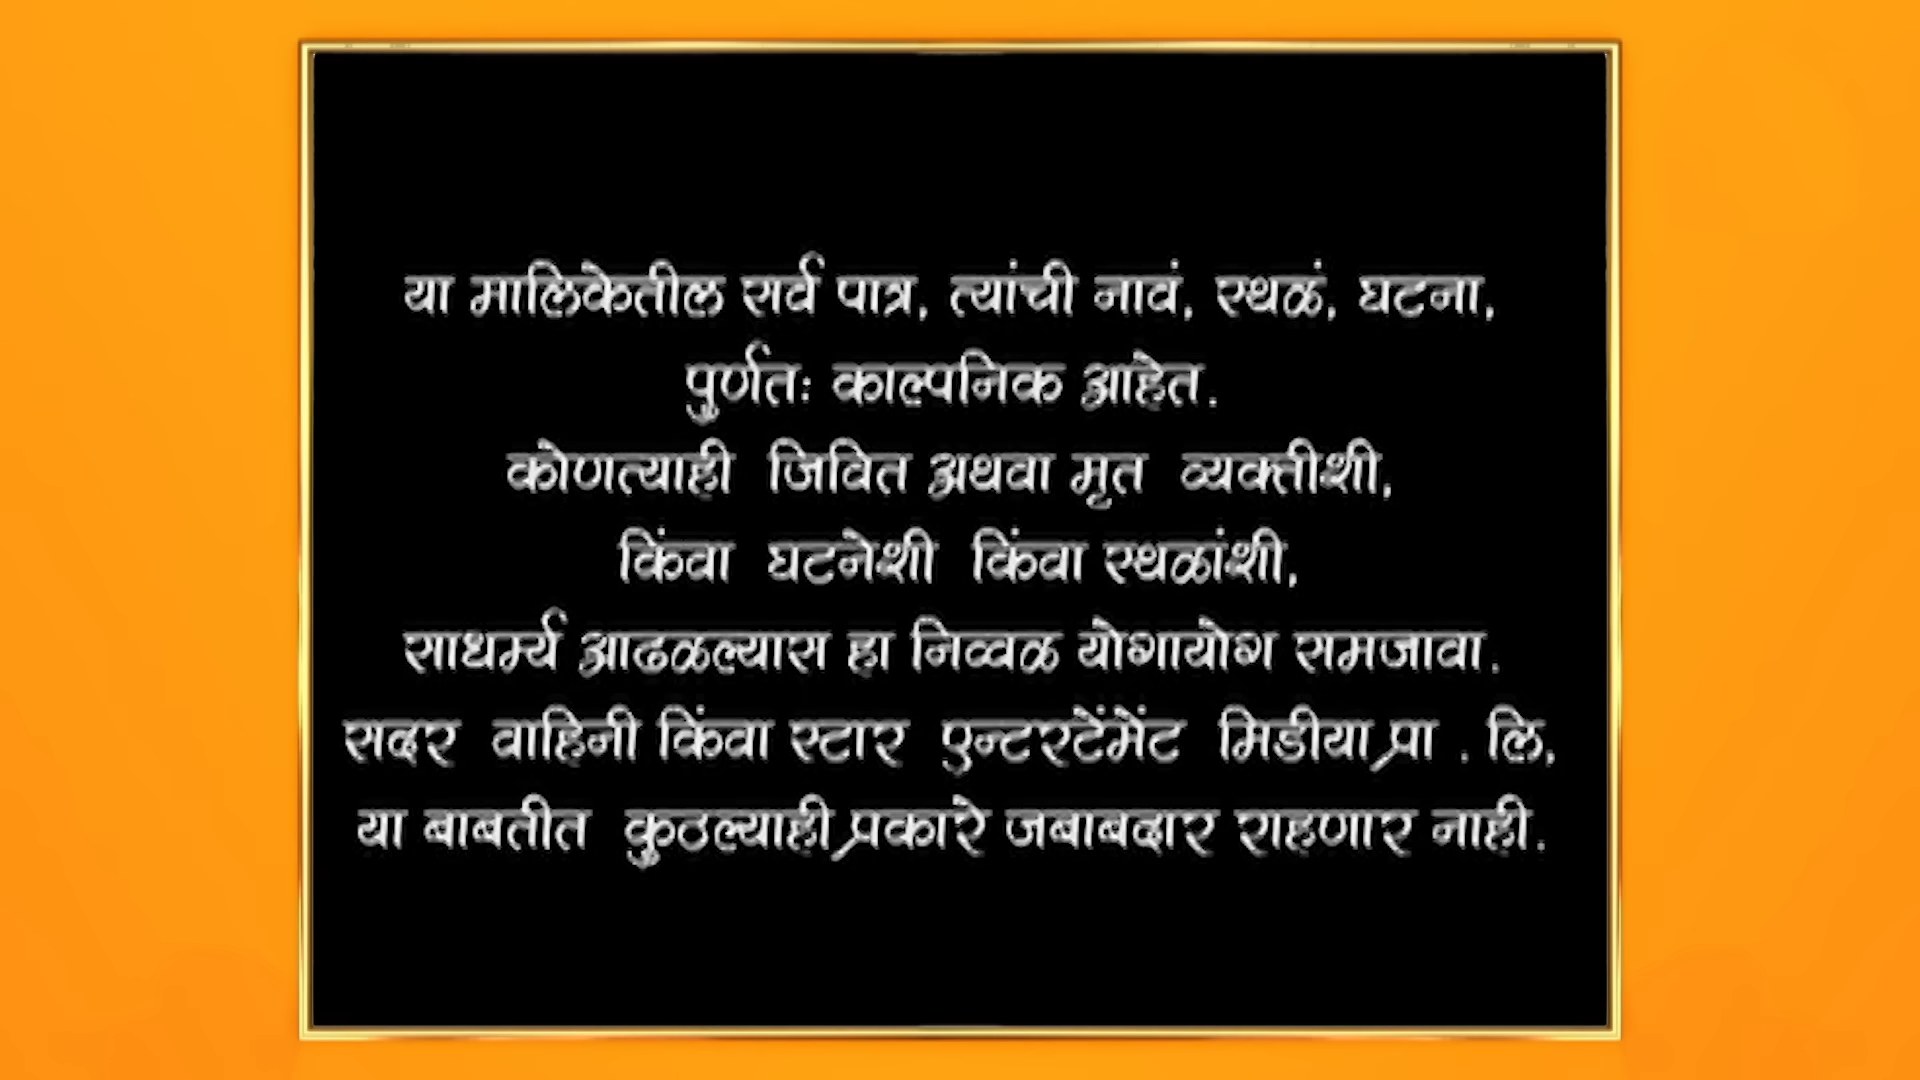 या मालिकेतील सर्व पात्र, त्यांची नावं, स्थळं, घटना,
पुर्णतः काल्पनिक आहेत.
कोणत्याही जिवित अथवा मृत व्यक्तीशी,
किंवा घटनेशी किंवा स्थळांशी,
साधर्म्य आढळल्यास हा निव्वळ योगायोग समजावा.
सदर वाहिनी किंवा स्टार एन्टरटेंमेंट मिडीया प्रा . लि,
या बाबतीत कुठल्याही प्रकारे जबाबदार राहणार नाही.